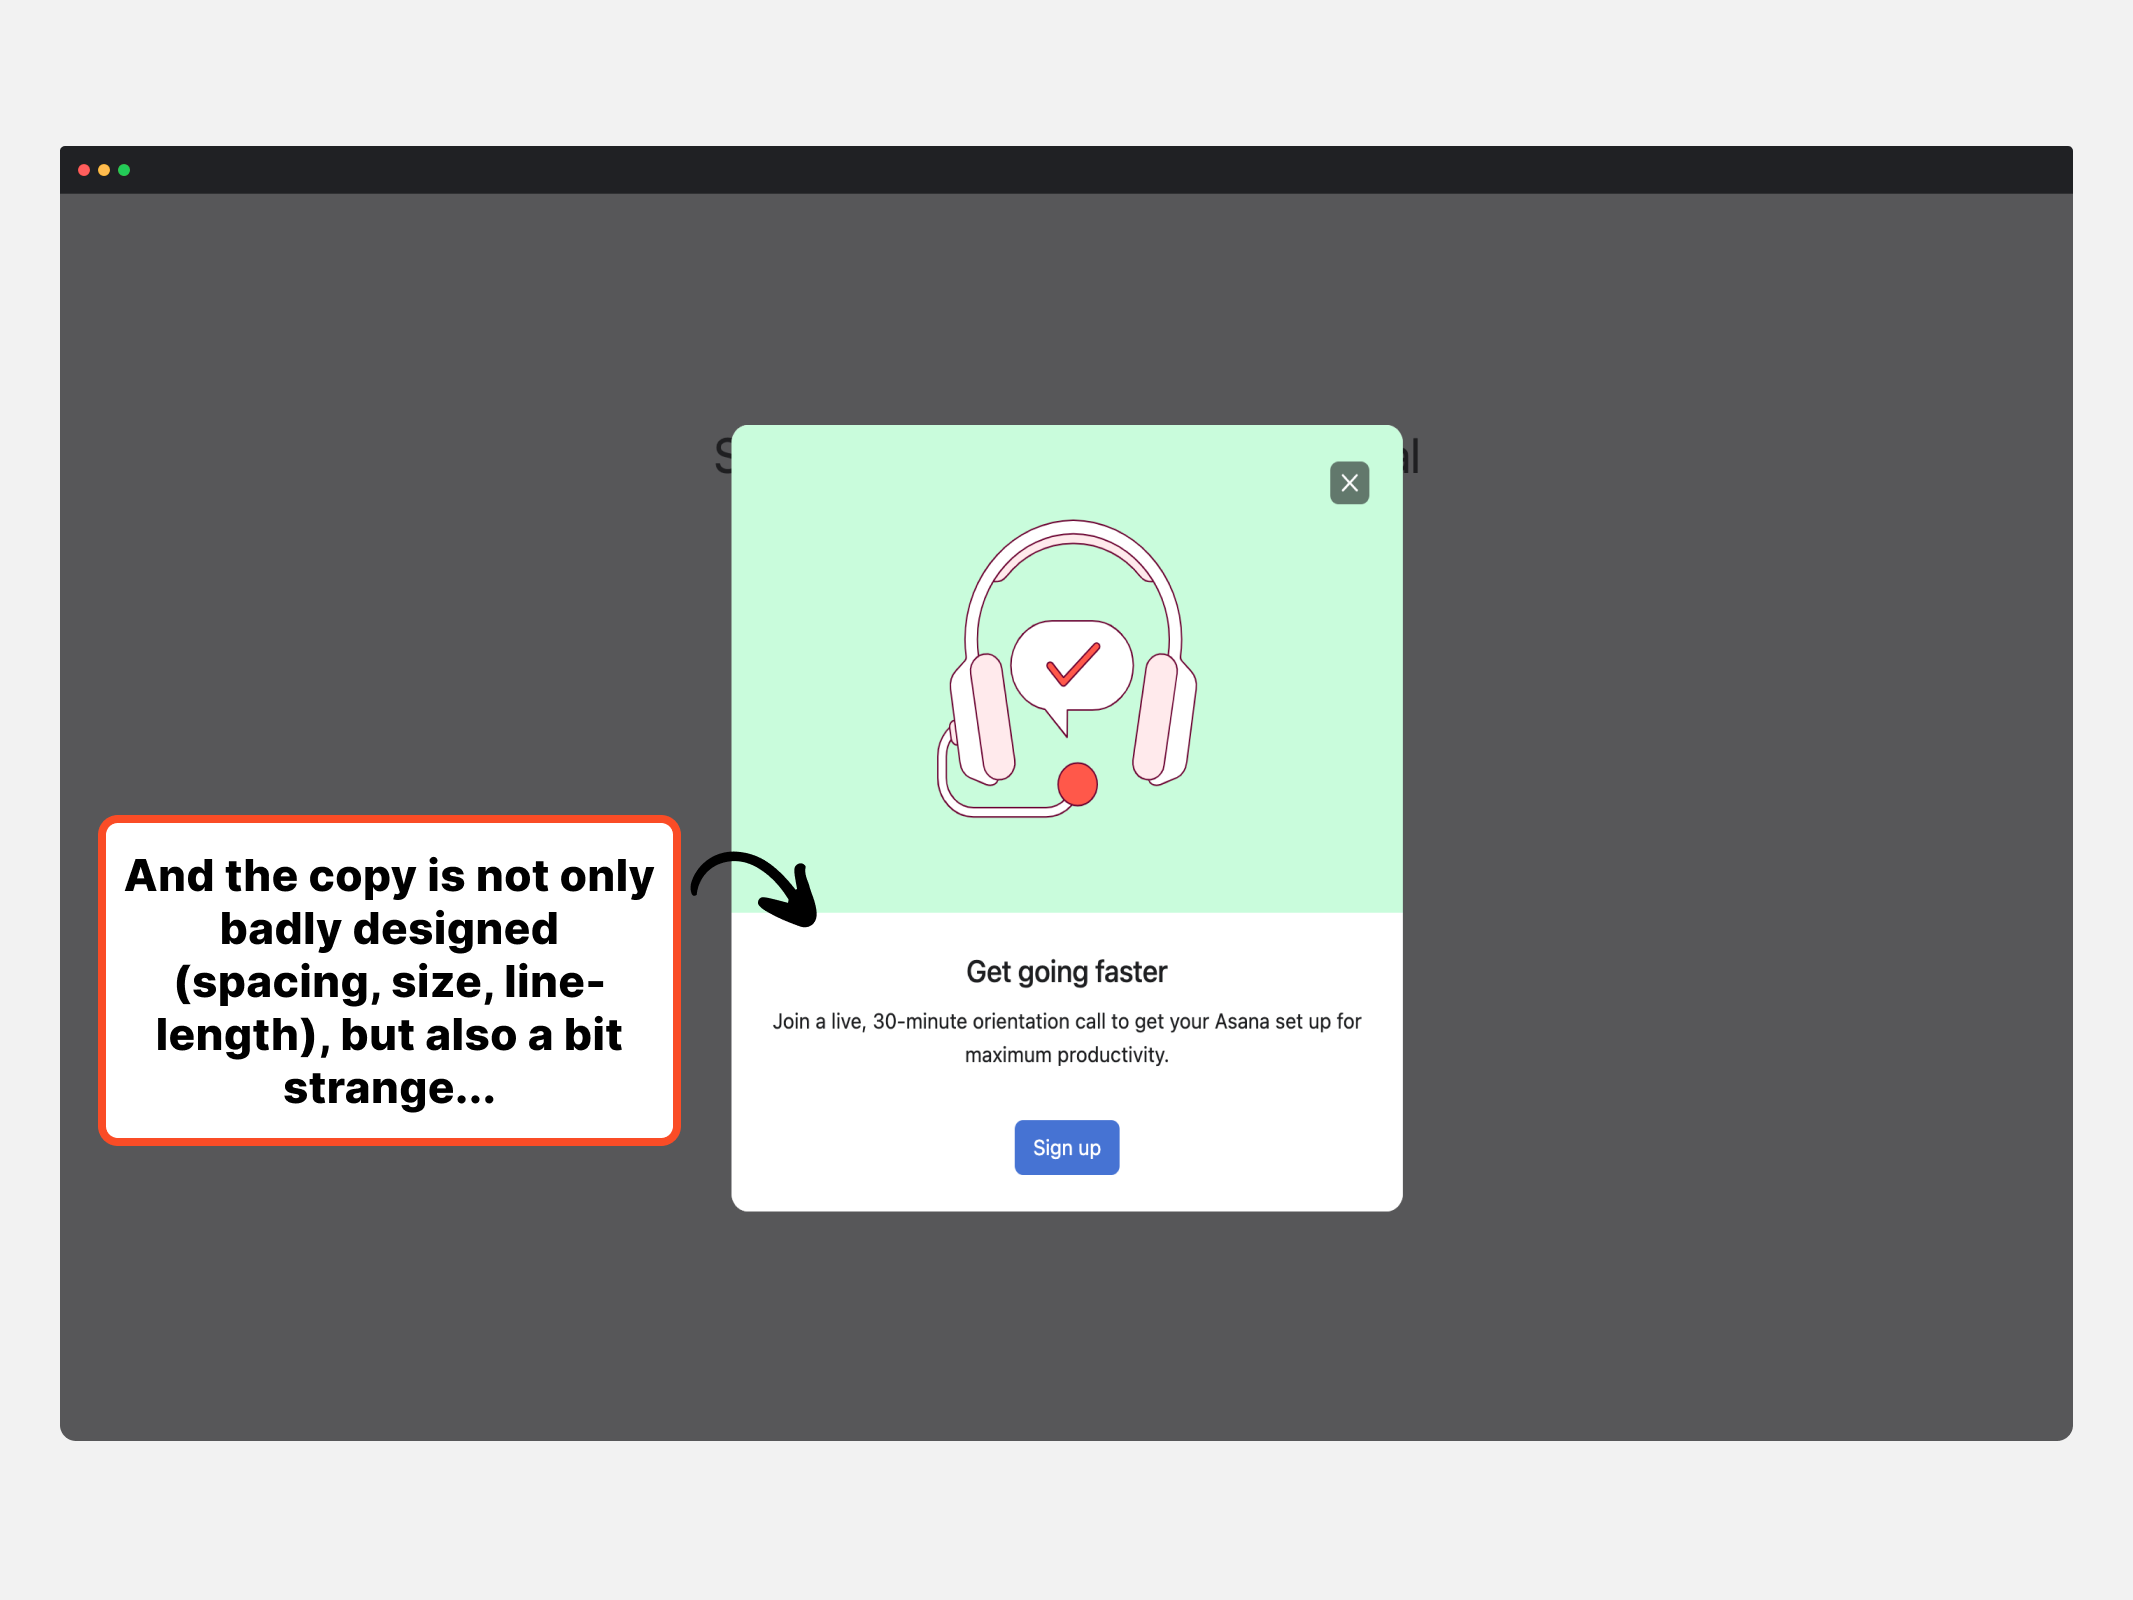 And the copy is not only
badly designed
(spacing, size, line-
length), but also a bit
strange...
Get going faster
Join a live, 30-minute orientation call to get your Asana set up for
maximum productivity.
Sign up